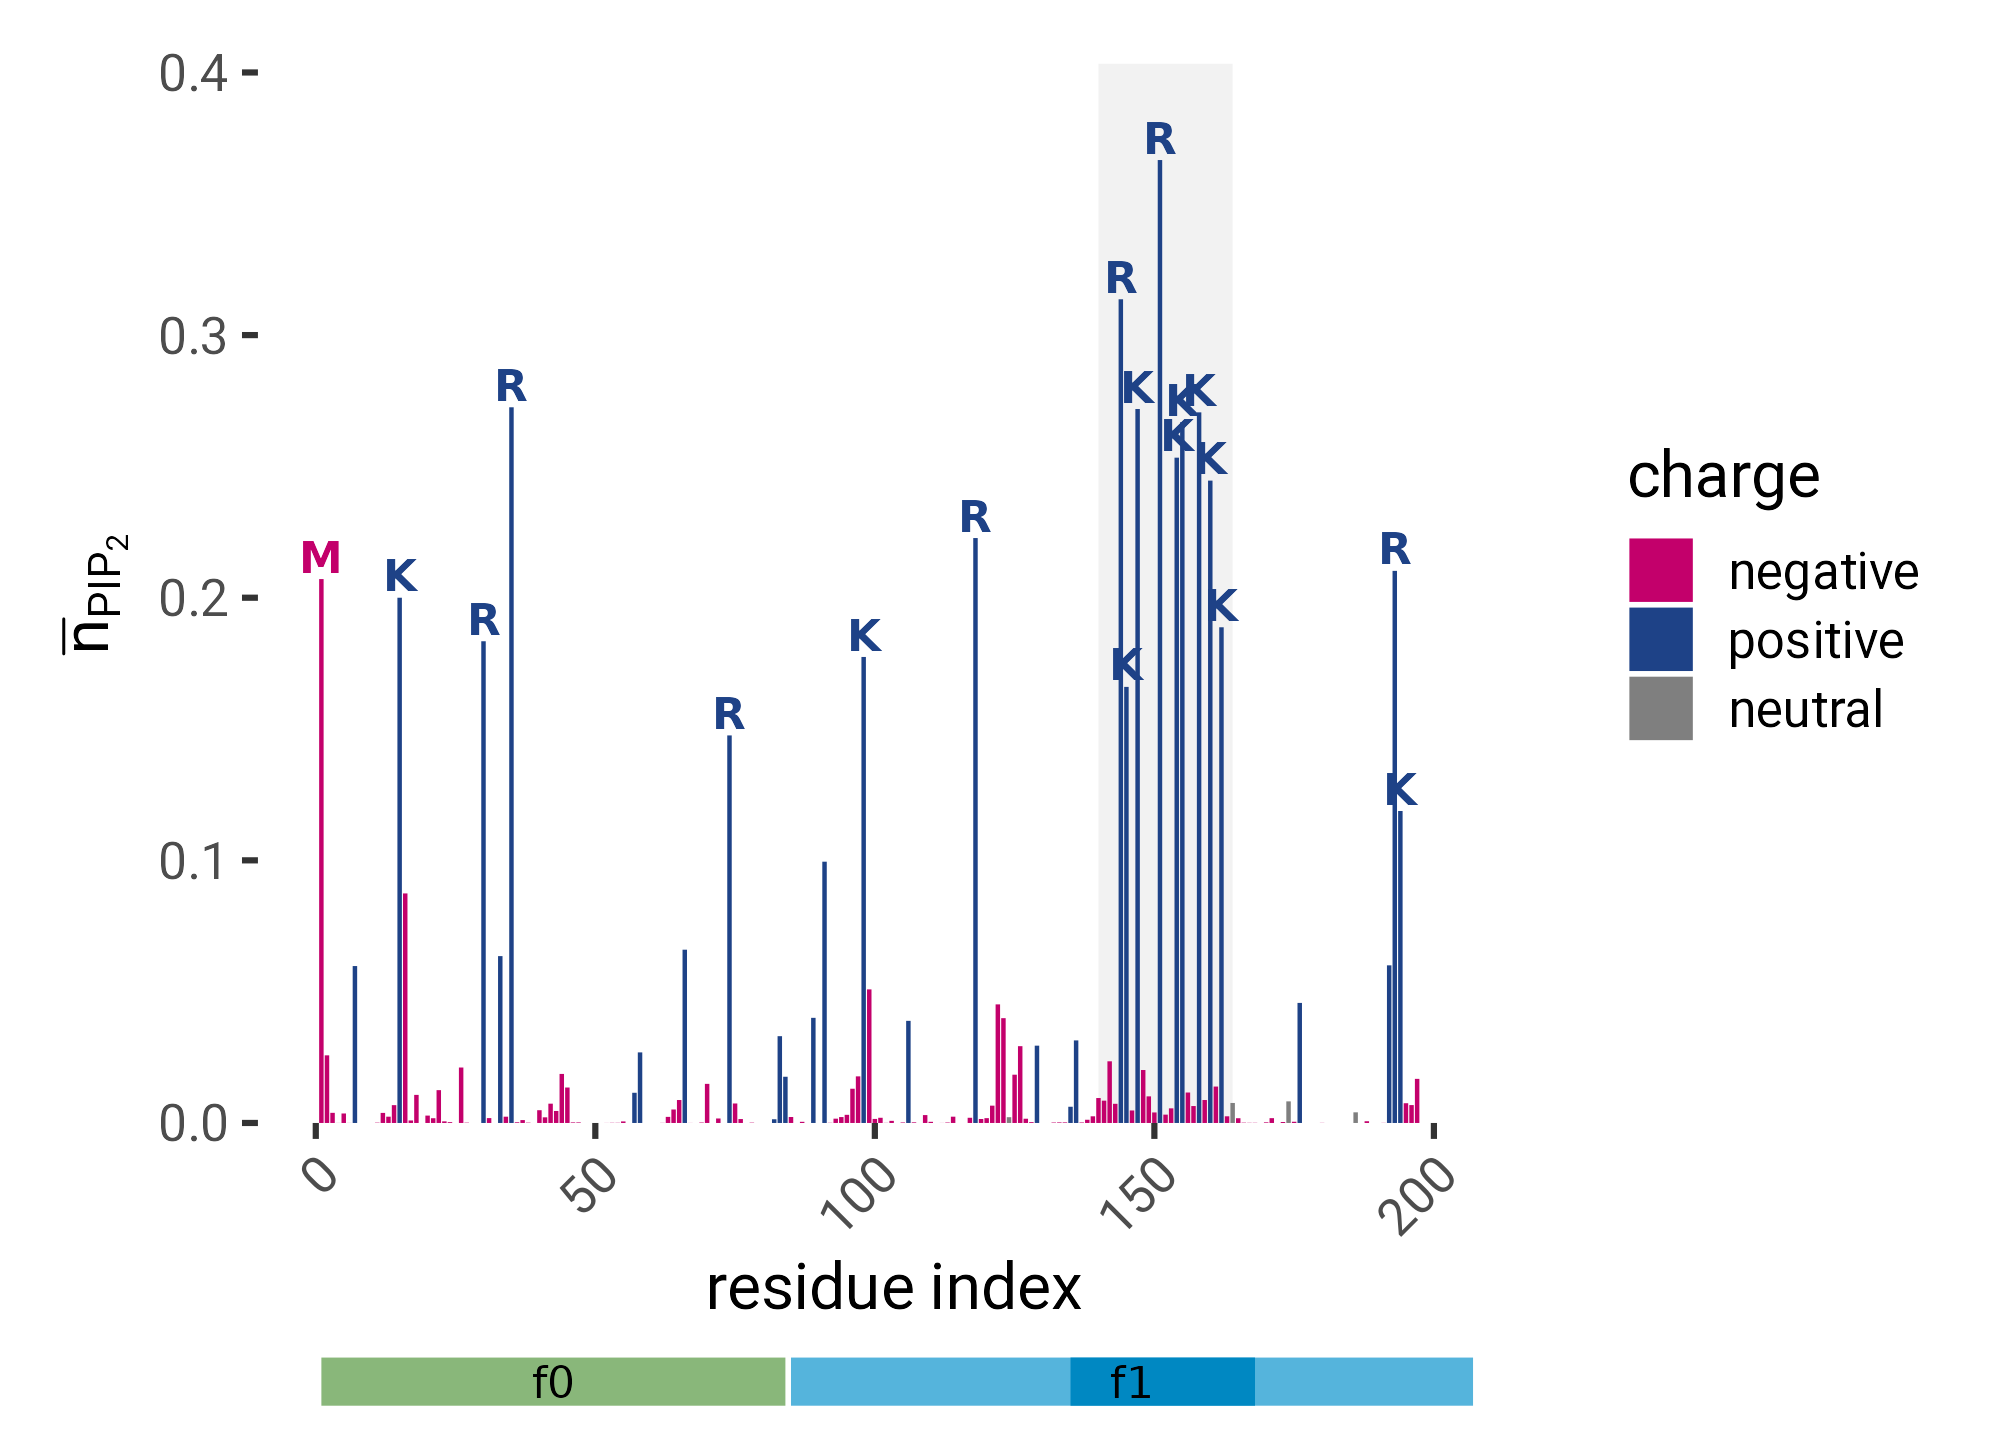 0.4
0.3
0.2
0.1
0.0
n̅PIP₂
R
R
R
K
K
K
K
K
M
K
R
R
K
R
K
K
R
R
K
0
50
100
150
200
residue index
charge
negative
positive
neutral
f0
f1